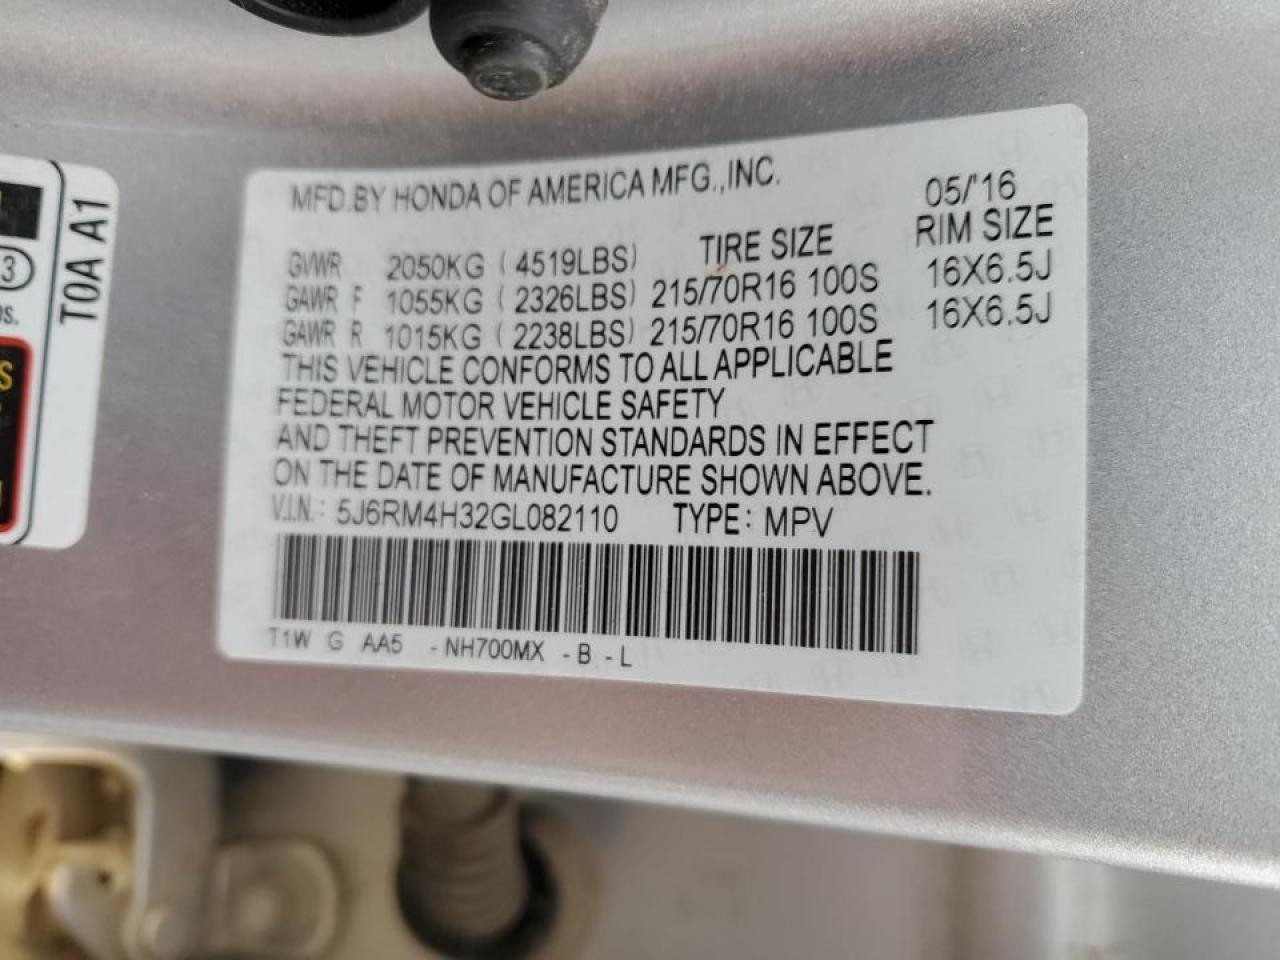 MFD.BY HONDA OF AMERICA MFG.,INC. 05/'16
GVWR 2050KG ( 4519LBS) TIRE SIZE RIM SIZE
GAWR F 1055KG ( 2326LBS) 215/70R16 100S 16X6.5J
GAWR R 1015KG ( 2238LBS) 215/70R16 100S 16X6.5J
THIS VEHICLE CONFORMS TO ALL APPLICABLE
FEDERAL MOTOR VEHICLE SAFETY
AND THEFT PREVENTION STANDARDS IN EFFECT
ON THE DATE OF MANUFACTURE SHOWN ABOVE.
V.I.N.: 5J6RM4H32GL082110 TYPE: MPV
T1W G AA5 -NH700MX -B -L
T0A A1
3